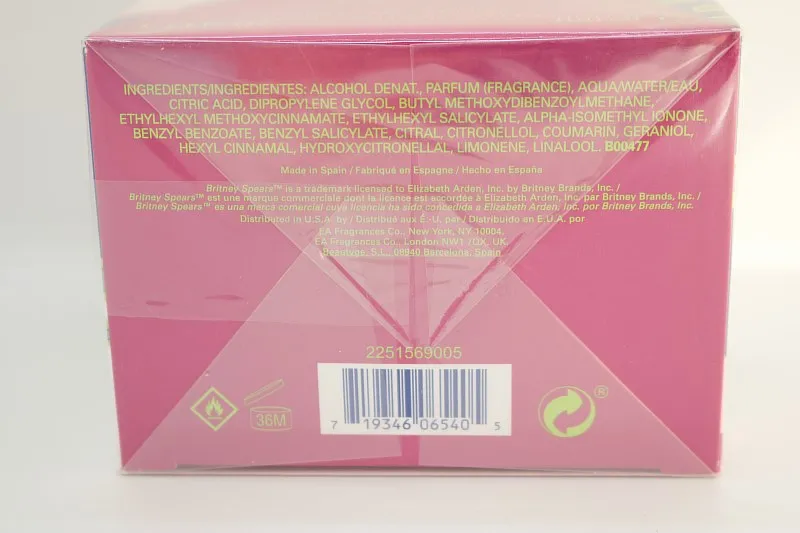 INGREDIENTS/INGREDIENTES: ALCOHOL DENAT., PARFUM (FRAGRANCE), AQUA/WATER/EAU,
CITRIC ACID, DIPROPYLENE GLYCOL, BUTYL METHOXYDIBENZOYLMETHANE,
ETHYLHEXYL METHOXYCINNAMATE, ETHYLHEXYL SALICYLATE, ALPHA-ISOMETHYL IONONE,
BENZYL BENZOATE, BENZYL SALICYLATE, CITRAL, CITRONELLOL, COUMARIN, GERANIOL,
HEXYL CINNAMAL, HYDROXYCITRONELLAL, LIMONENE, LINALOOL. B00477
Made in Spain / Fabriqué en Espagne / Hecho en España
Britney Spears™ is a trademark licensed to Elizabeth Arden, Inc. by Britney Brands, Inc. /
Britney Spears™ est une marque commerciale dont la licence est accordée à Elizabeth Arden, Inc. par Britney Brands, Inc. /
Britney Spears™ es una marca comercial cuya licencia ha sido concedida a Elizabeth Arden, Inc. por Britney Brands, Inc.
Distributed in U.S.A. by / Distribué aux É.-U. par / Distribuido en E.U.A. por
EA Fragrances Co., New York, NY 10004.
EA Fragrances Co. London NW1 7QX, UK.
Beautyge, S.L., 08940 Barcelona, Spain
2251569005
36M
7 19346 06540 5
®